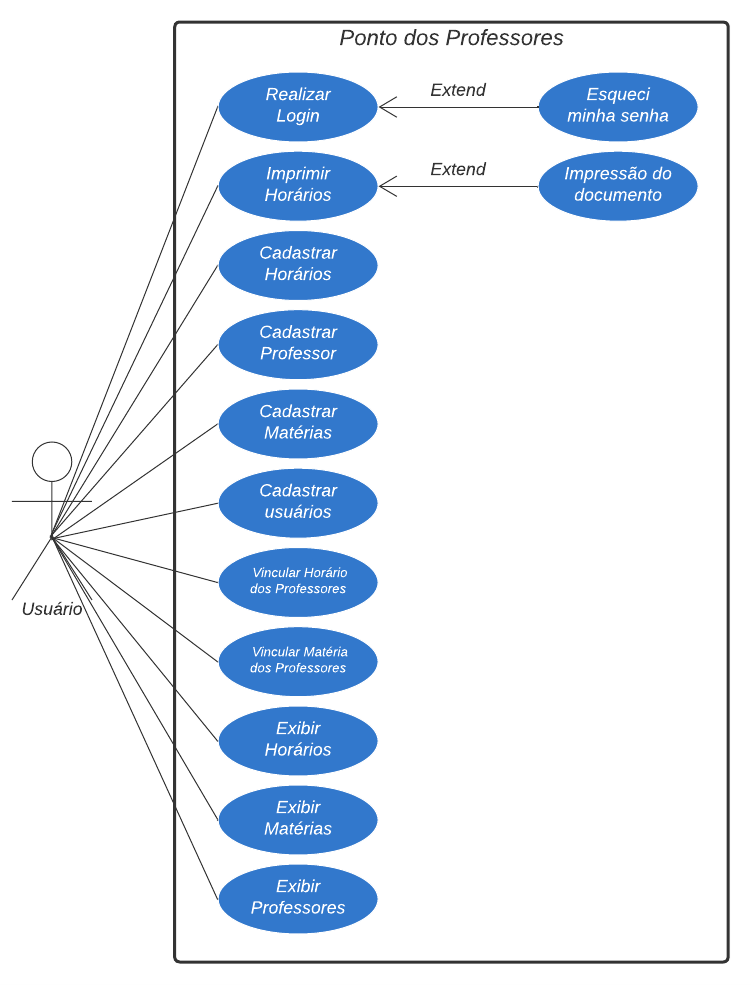 Ponto dos Professores
Realizar
Login
Extend
Esqueci
minha senha
Imprimir
Horários
Extend
Impressão do
documento
Cadastrar
Horários
Cadastrar
Professor
Cadastrar
Matérias
Cadastrar
usuários
Vincular Horário
dos Professores
Usuário
Vincular Matéria
dos Professores
Exibir
Horários
Exibir
Matérias
Exibir
Professores